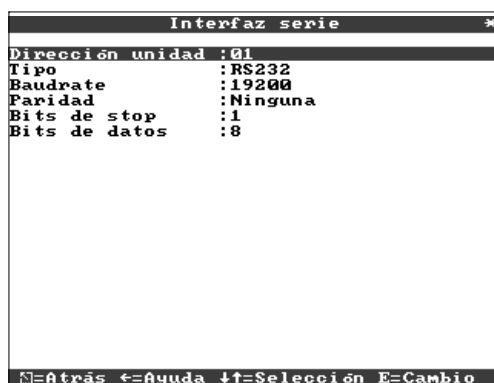 Interfaz serie *
Dirección unidad :01
Tipo :RS232
Baudrate :19200
Paridad :Ninguna
Bits de stop :1
Bits de datos :8
=Atrás ←=Ayuda ↓↑=Selección E=Cambio